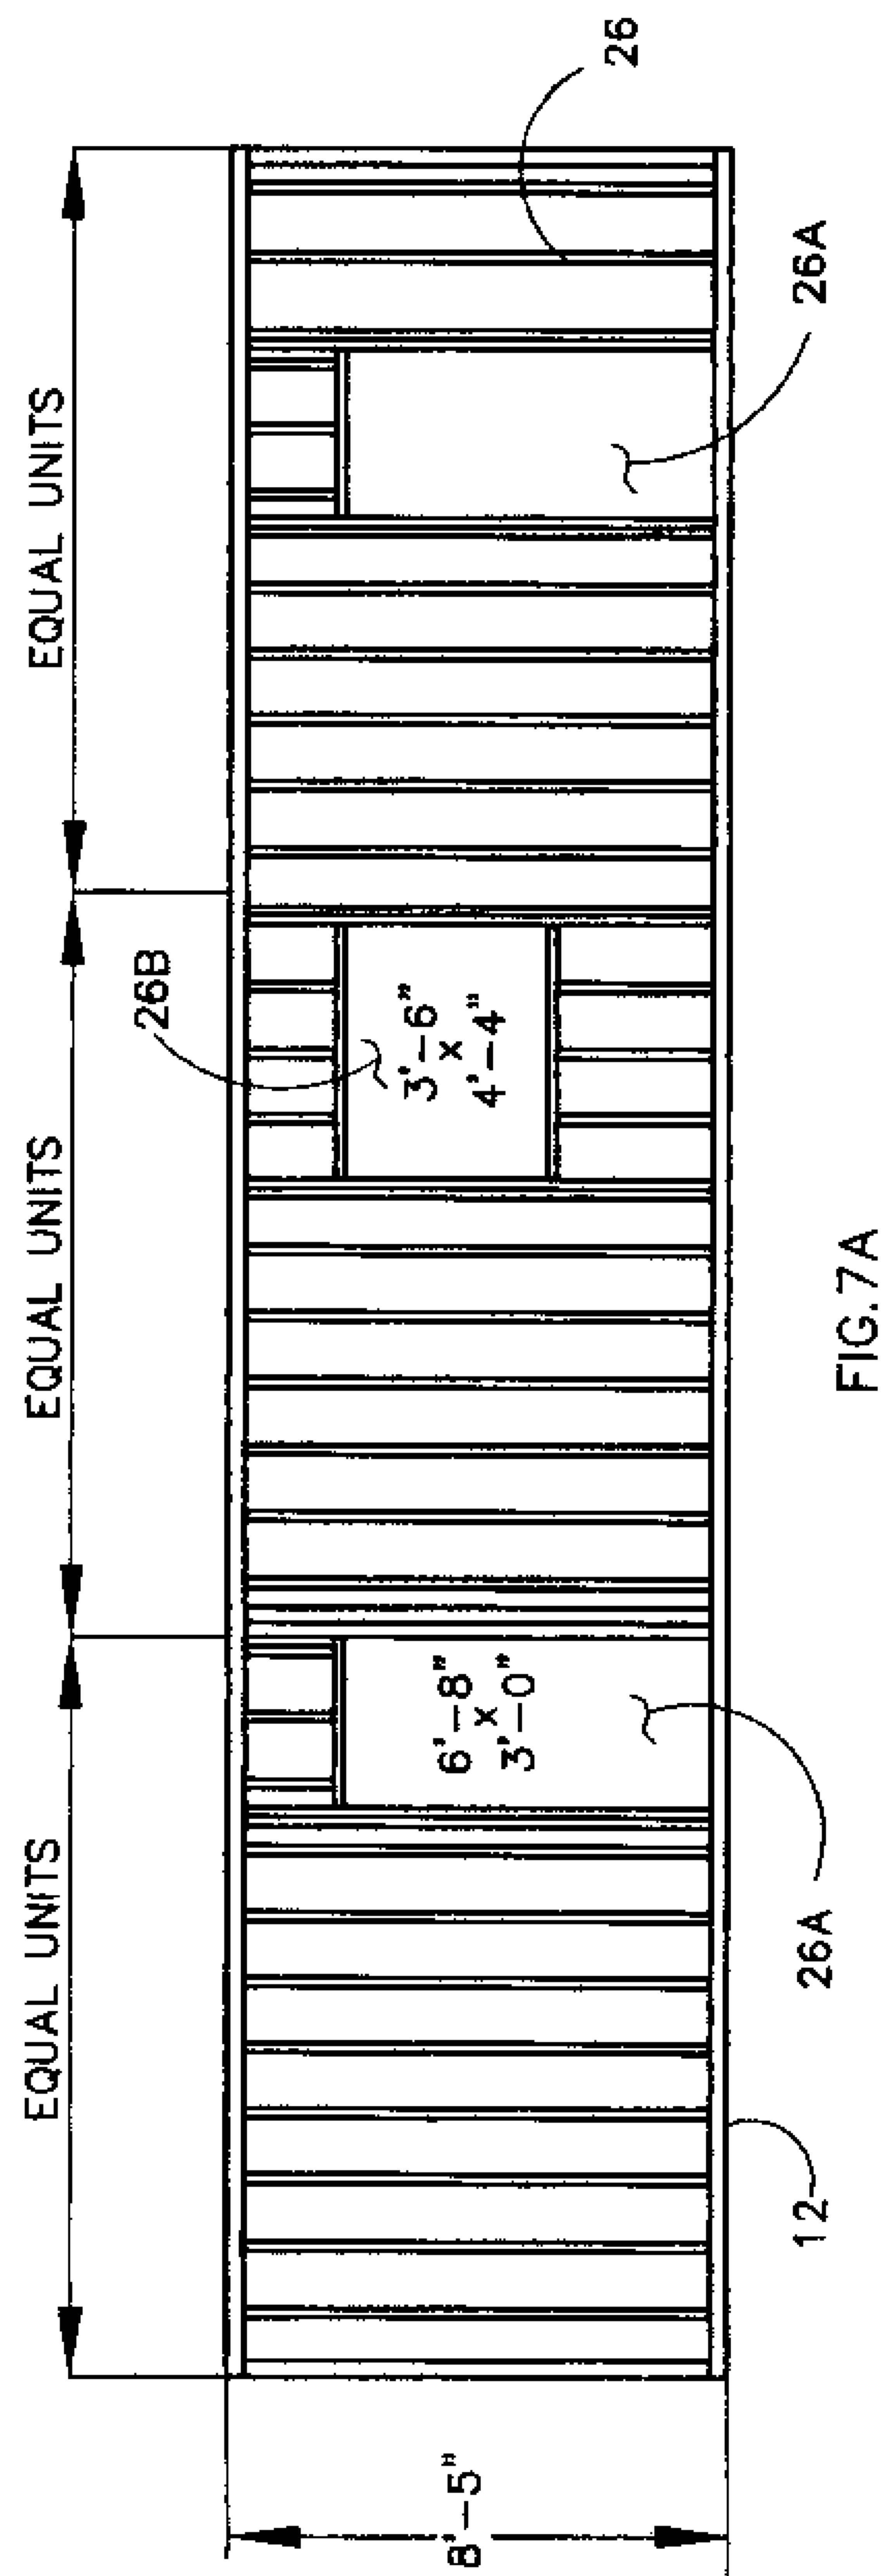 EQUAL UNITS
EQUAL UNITS
EQUAL UNITS
8'-5"
6'-8"
x
3'-0"
26B
3'-6"
x
4'-4"
12
26A
26A
26
FIG. 7A